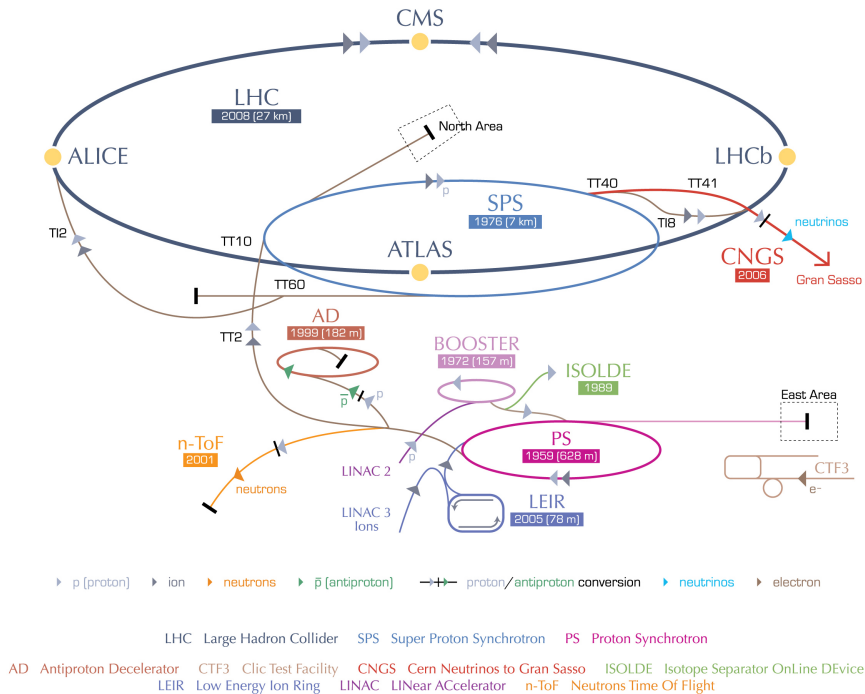 CMS
LHC
2008 (27 km)
North Area
ALICE
LHCb
TT40
TT41
p
SPS
1976 (7 km)
TI8
neutrinos
TI2
TT10
ATLAS
CNGS
2006
Gran Sasso
TT60
AD
1999 (182 m)
TT2
BOOSTER
1972 (157 m)
ISOLDE
1989
p̅
p
East Area
n-ToF
2001
PS
1959 (628 m)
p
LINAC 2
neutrons
CTF3
e-
LEIR
2005 (78 m)
LINAC 3
Ions
p (proton) ion neutrons p̅ (antiproton) proton/antiproton conversion neutrinos electron
LHC Large Hadron Collider SPS Super Proton Synchrotron PS Proton Synchrotron
AD Antiproton Decelerator CTF3 Clic Test Facility CNGS Cern Neutrinos to Gran Sasso ISOLDE Isotope Separator OnLine DEvice
LEIR Low Energy Ion Ring LINAC LINear ACcelerator n-ToF Neutrons Time Of Flight